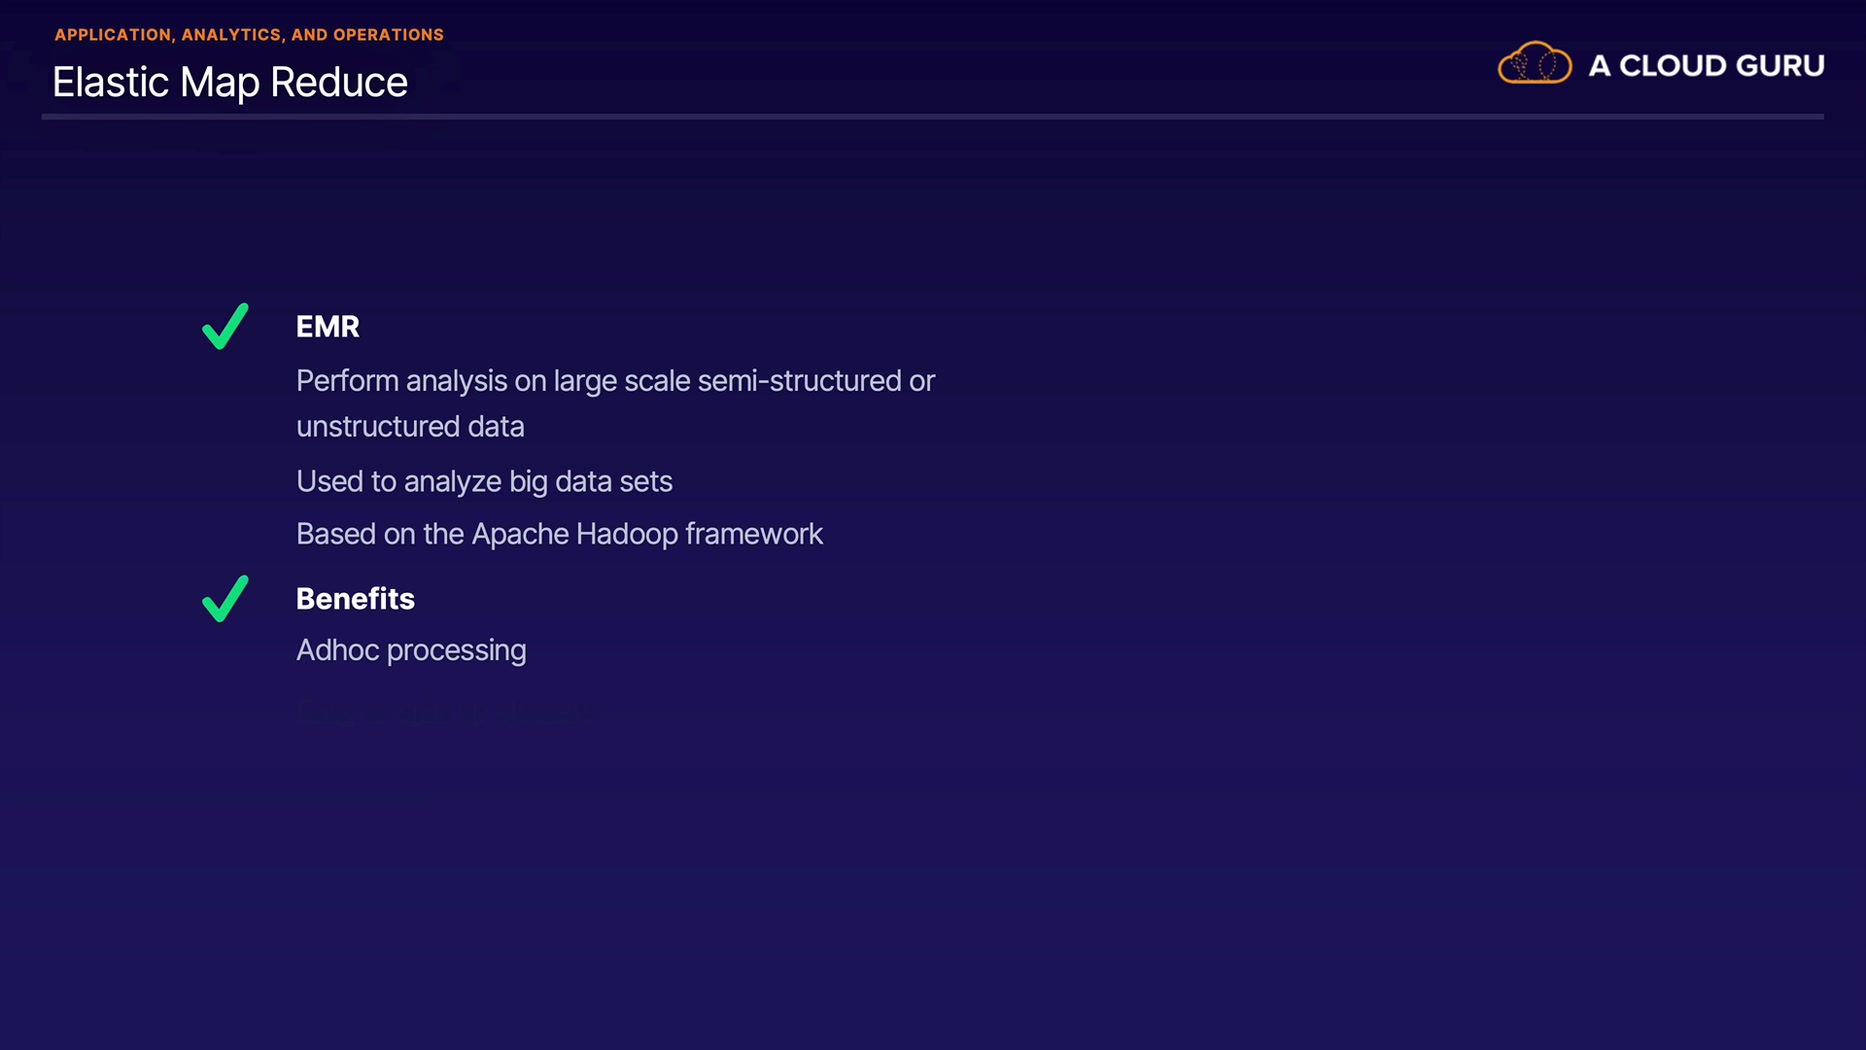 APPLICATION, ANALYTICS, AND OPERATIONS
Elastic Map Reduce
A CLOUD GURU
EMR
Perform analysis on large scale semi-structured or
unstructured data
Used to analyze big data sets
Based on the Apache Hadoop framework
Benefits
Adhoc processing